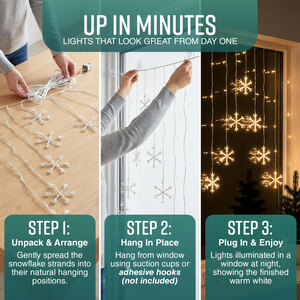 UP IN MINUTES
LIGHTS THAT LOOK GREAT FROM DAY ONE
STEP 1:
Unpack & Arrange
Gently spread the
snowflake strands into
their natural hanging
positions.
STEP 2:
Hang In Place
Hang from window
using suction cups or
adhesive hooks
(not included)
STEP 3:
Plug In & Enjoy
Lights illuminated in a
window at night,
showing the finished
warm white